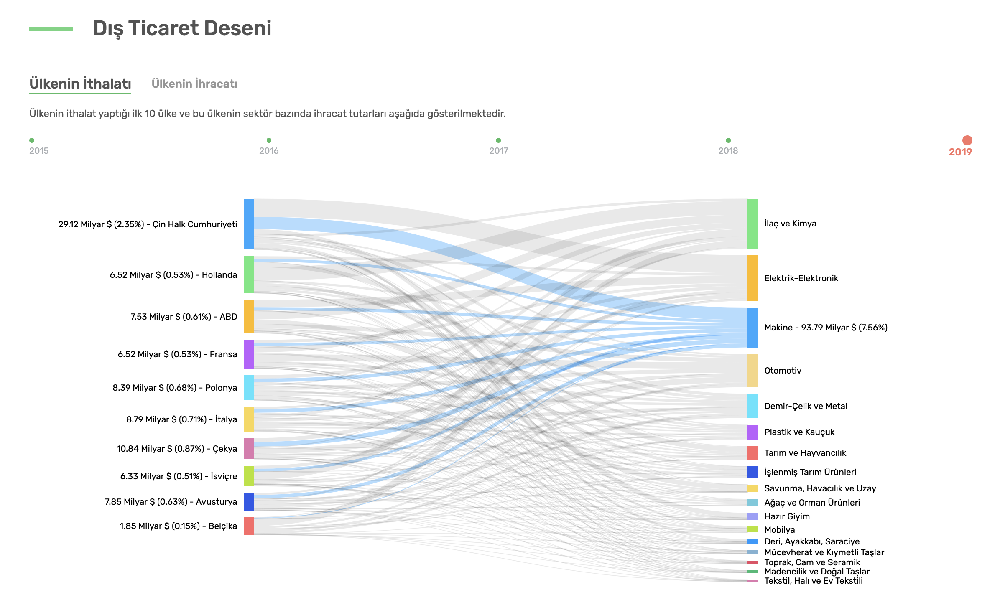 Dış Ticaret Deseni
Ülkenin İthalatı
Ülkenin İhracatı
Ülkenin ithalat yaptığı ilk 10 ülke ve bu ülkenin sektör bazında ihracat tutarları aşağıda gösterilmektedir.
2015
2016
2017
2018
2019
29.12 Milyar $ (2.35%) - Çin Halk Cumhuriyeti
6.52 Milyar $ (0.53%) - Hollanda
7.53 Milyar $ (0.61%) - ABD
6.52 Milyar $ (0.53%) - Fransa
8.39 Milyar $ (0.68%) - Polonya
8.79 Milyar $ (0.71%) - İtalya
10.84 Milyar $ (0.87%) - Çekya
6.33 Milyar $ (0.51%) - İsviçre
7.85 Milyar $ (0.63%) - Avusturya
1.85 Milyar $ (0.15%) - Belçika
İlaç ve Kimya
Elektrik-Elektronik
Makine - 93.79 Milyar $ (7.56%)
Otomotiv
Demir-Çelik ve Metal
Plastik ve Kauçuk
Tarım ve Hayvancılık
İşlenmiş Tarım Ürünleri
Savunma, Havacılık ve Uzay
Ağaç ve Orman Ürünleri
Hazır Giyim
Mobilya
Deri, Ayakkabı, Saraciye
Mücevherat ve Kıymetli Taşlar
Toprak, Cam ve Seramik
Madencilik ve Doğal Taşlar
Tekstil, Halı ve Ev Tekstili